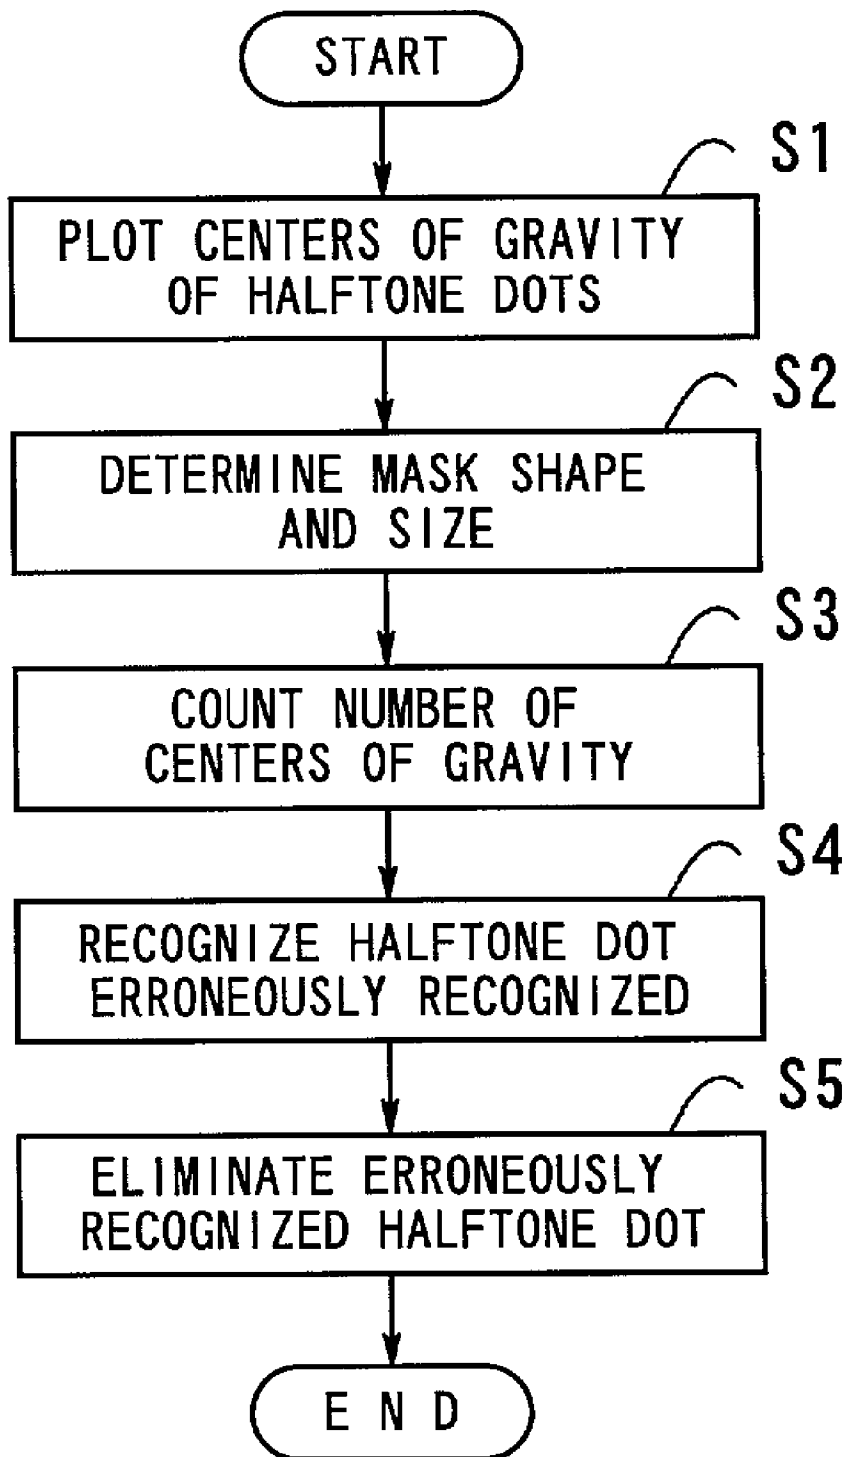 START
S1
PLOT CENTERS OF GRAVITY
OF HALFTONE DOTS
S2
DETERMINE MASK SHAPE
AND SIZE
S3
COUNT NUMBER OF
CENTERS OF GRAVITY
S4
RECOGNIZE HALFTONE DOT
ERRONEOUSLY RECOGNIZED
S5
ELIMINATE ERRONEOUSLY
RECOGNIZED HALFTONE DOT
END